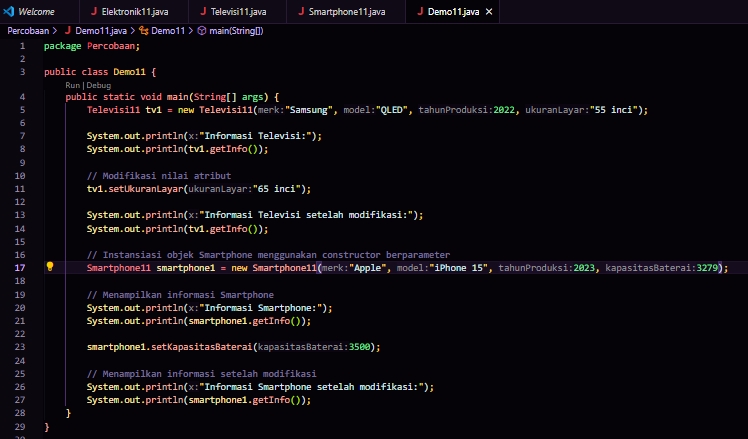 Welcome J Elektronik11.java J Televisi11.java J Smartphone11.java J Demo11.java ×
Percobaan > J Demo11.java > Demo11 > main(String[])
1 package Percobaan;
2
3 public class Demo11 {
Run | Debug
4 public static void main(String[] args) {
5 Televisi11 tv1 = new Televisi11(merk:"Samsung", model:"QLED", tahunProduksi:2022, ukuranLayar:"55 inci");
6
7 System.out.println(x:"Informasi Televisi:");
8 System.out.println(tv1.getInfo());
9
10 // Modifikasi nilai atribut
11 tv1.setUkuranLayar(ukuranLayar:"65 inci");
12
13 System.out.println(x:"Informasi Televisi setelah modifikasi:");
14 System.out.println(tv1.getInfo());
15
16 // Instansiasi objek Smartphone menggunakan constructor berparameter
17 Smartphone11 smartphone1 = new Smartphone11(merk:"Apple", model:"iPhone 15", tahunProduksi:2023, kapasitasBaterai:3279);
18
19 // Menampilkan informasi Smartphone
20 System.out.println(x:"Informasi Smartphone:");
21 System.out.println(smartphone1.getInfo());
22
23 smartphone1.setKapasitasBaterai(kapasitasBaterai:3500);
24
25 // Menampilkan informasi setelah modifikasi
26 System.out.println(x:"Informasi Smartphone setelah modifikasi:");
27 System.out.println(smartphone1.getInfo());
28 }
29 }